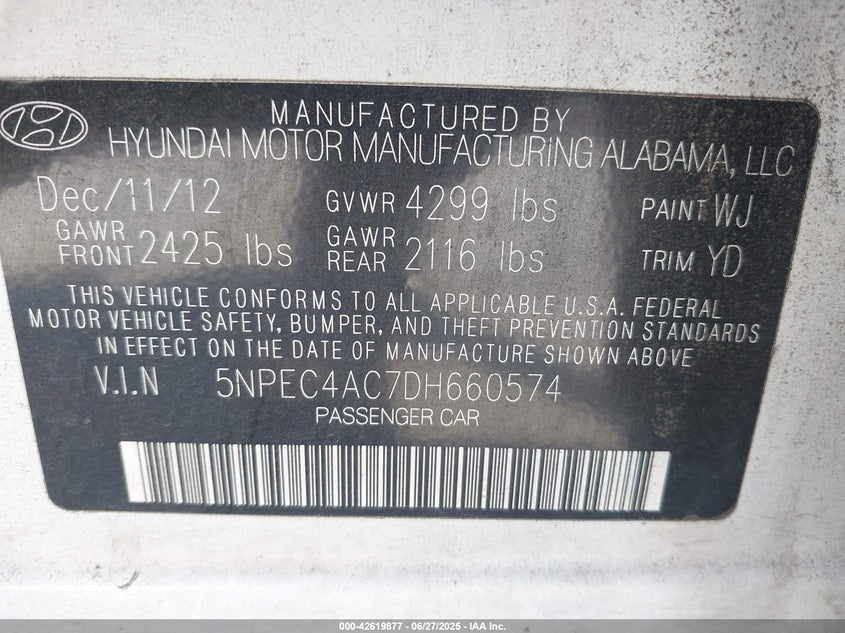 MANUFACTURED BY
HYUNDAI MOTOR MANUFACTURING ALABAMA, LLC
Dec/11/12 GVWR 4299 lbs PAINT WJ
GAWR FRONT 2425 lbs GAWR REAR 2116 lbs TRIM YD
THIS VEHICLE CONFORMS TO ALL APPLICABLE U.S.A. FEDERAL
MOTOR VEHICLE SAFETY, BUMPER, AND THEFT PREVENTION STANDARDS
IN EFFECT ON THE DATE OF MANUFACTURE SHOWN ABOVE
V.I.N 5NPEC4AC7DH660574
PASSENGER CAR
000-42619877 - 06/27/2025 - IAA Inc.